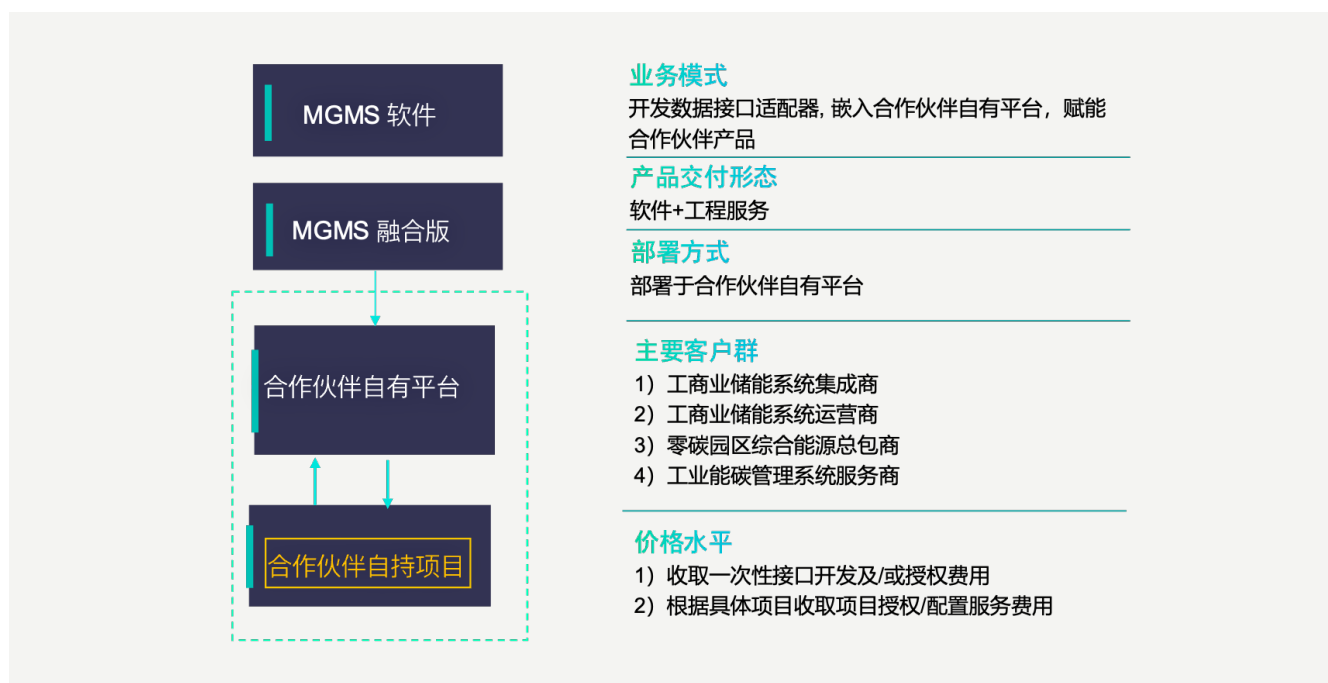 MGMS 软件
MGMS 融合版
合作伙伴自有平台
合作伙伴自持项目
业务模式
开发数据接口适配器, 嵌入合作伙伴自有平台，赋能
合作伙伴产品
产品交付形态
软件+工程服务
部署方式
部署于合作伙伴自有平台
主要客户群
1）工商业储能系统集成商
2）工商业储能系统运营商
3）零碳园区综合能源总包商
4）工业能碳管理系统服务商
价格水平
1）收取一次性接口开发及/或授权费用
2）根据具体项目收取项目授权/配置服务费用